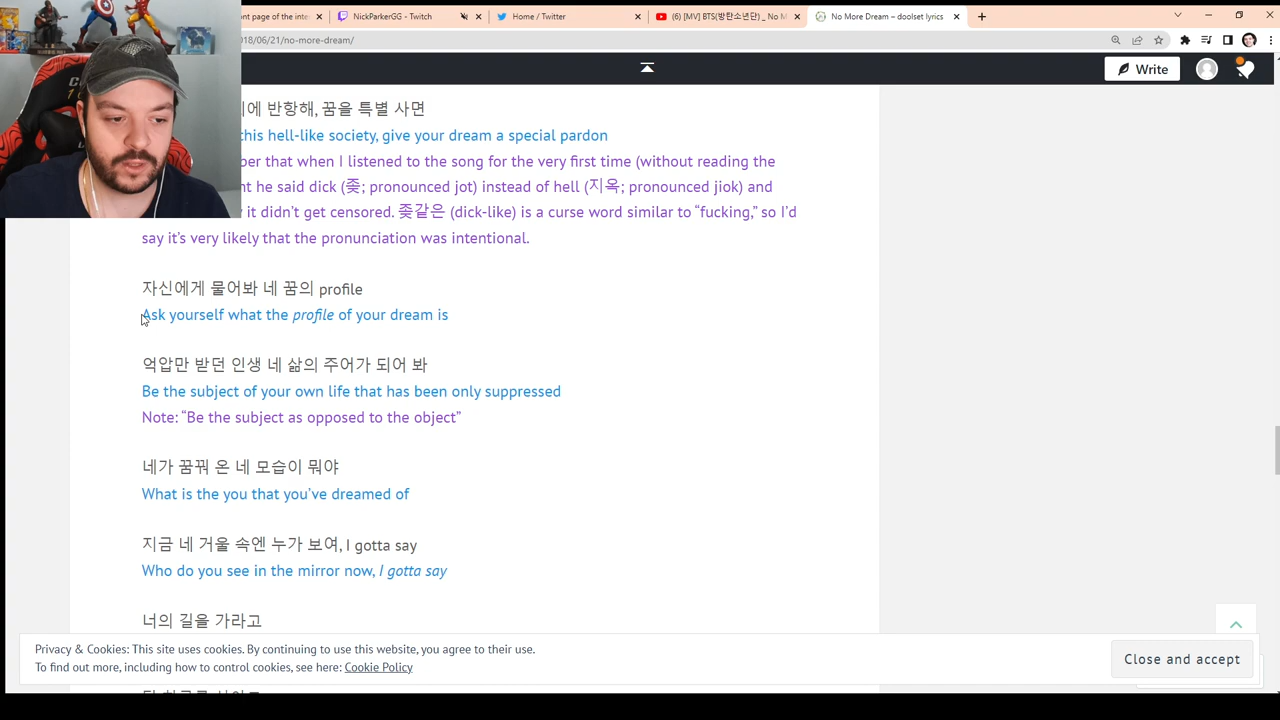 nt page of the inte
NickParkerGG - Twitch
Home / Twitter
(6) [MV] BTS(방탄소년단) _ No M
No More Dream – doolset lyrics
018/06/21/no-more-dream/
Write
에 반항해, 꿈을 특별 사면
this hell-like society, give your dream a special pardon
ber that when I listened to the song for the very first time (without reading the
nt he said dick (좆; pronounced jot) instead of hell (지옥; pronounced jiok) and
it didn't get censored. 좆같은 (dick-like) is a curse word similar to “fucking,” so I'd
say it's very likely that the pronunciation was intentional.
자신에게 물어봐 네 꿈의 profile
Ask yourself what the profile of your dream is
억압만 받던 인생 네 삶의 주어가 되어 봐
Be the subject of your own life that has been only suppressed
Note: “Be the subject as opposed to the object”
네가 꿈꿔 온 네 모습이 뭐야
What is the you that you've dreamed of
지금 네 거울 속엔 누가 보여, I gotta say
Who do you see in the mirror now, I gotta say
너의 길을 가라고
Privacy & Cookies: This site uses cookies. By continuing to use this website, you agree to their use.
To find out more, including how to control cookies, see here: Cookie Policy
Close and accept